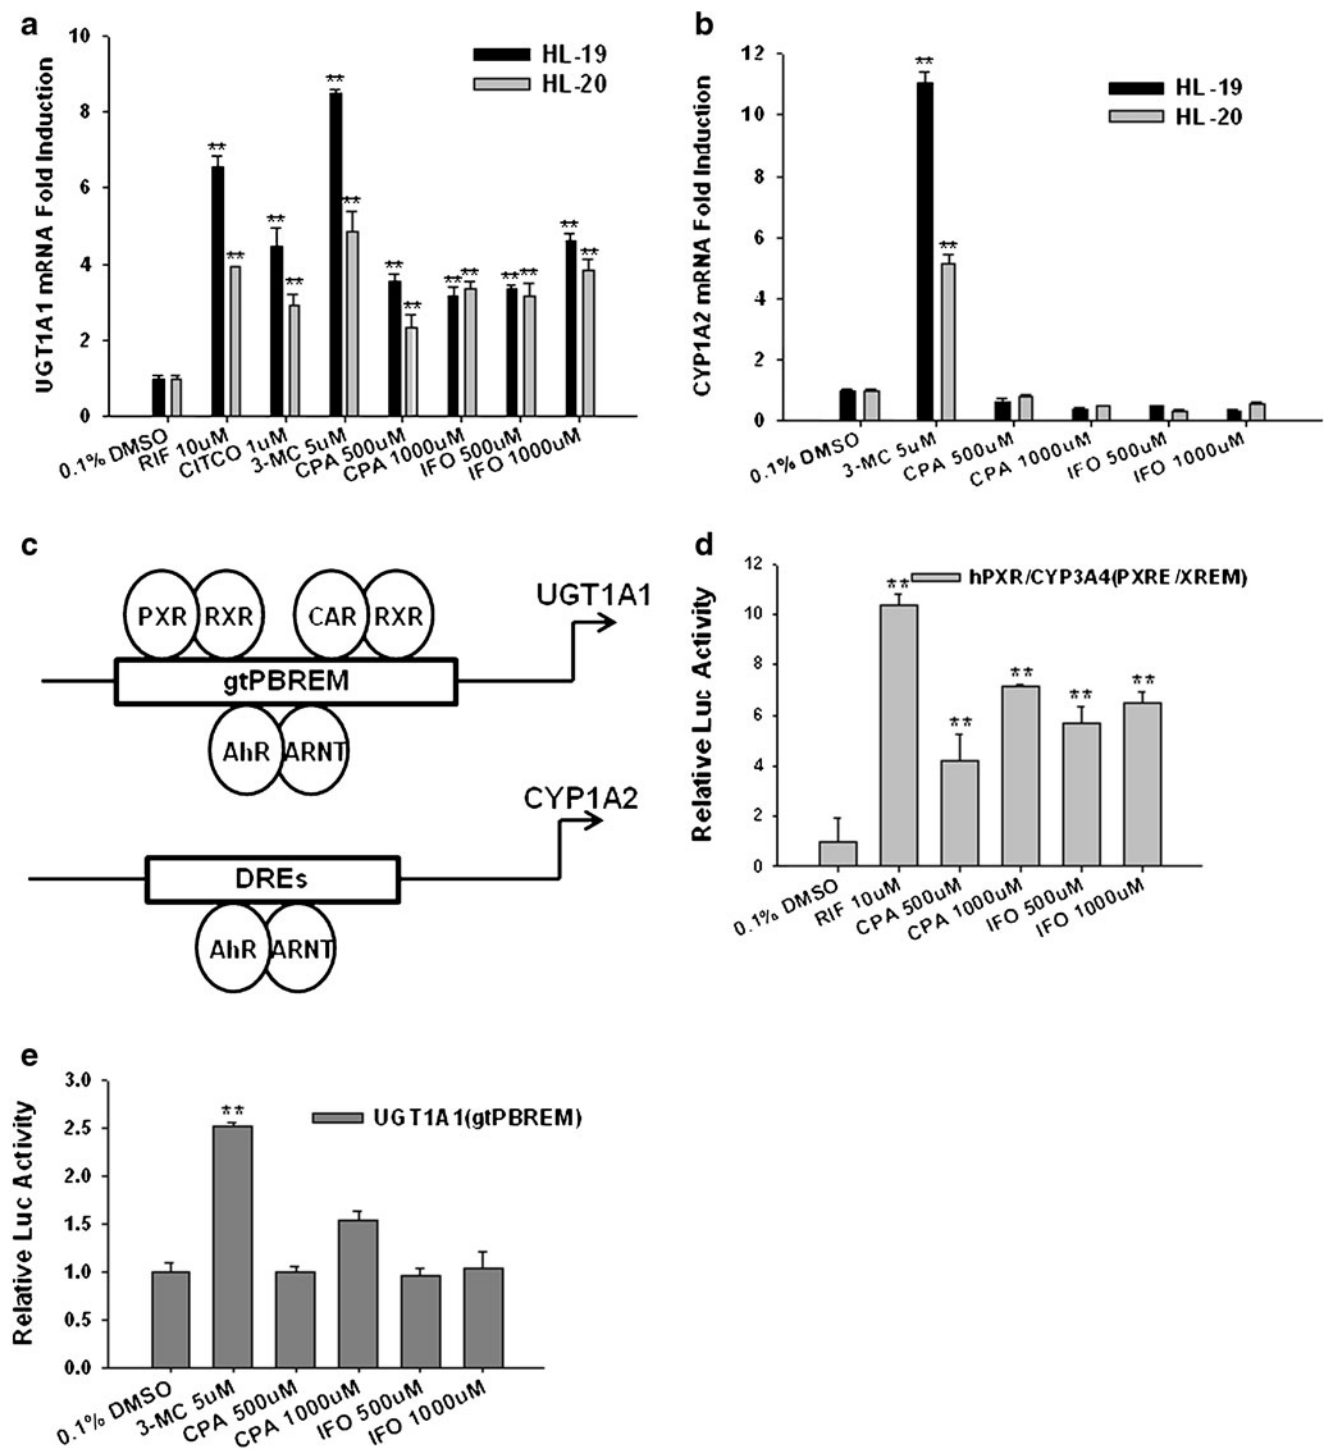 a
UGT1A1 mRNA Fold Induction
10
8
6
4
2
0
HL-19
HL-20
**
**
**
**
**
**
**
**
**
**
**
**
**
**
0.1% DMSO
RIF 10uM
CITCO 1uM
3-MC 5uM
CPA 500uM
CPA 1000uM
IFO 500uM
IFO 1000uM
b
CYP1A2 mRNA Fold Induction
12
10
8
6
4
2
0
HL-19
HL-20
**
**
0.1% DMSO
3-MC 5uM
CPA 500uM
CPA 1000uM
IFO 500uM
IFO 1000uM
c
PXR RXR CAR RXR
UGT1A1
gtPBREM
AhR ARNT
CYP1A2
DREs
AhR ARNT
d
Relative Luc Activity
12
10
8
6
4
2
0
hPXR/CYP3A4(PXRE/XREM)
**
**
**
**
**
0.1% DMSO
RIF 10uM
CPA 500uM
CPA 1000uM
IFO 500uM
IFO 1000uM
e
Relative Luc Activity
3.0
2.5
2.0
1.5
1.0
0.5
0.0
UGT1A1(gtPBREM)
**
0.1% DMSO
3-MC 5uM
CPA 500uM
CPA 1000uM
IFO 500uM
IFO 1000uM